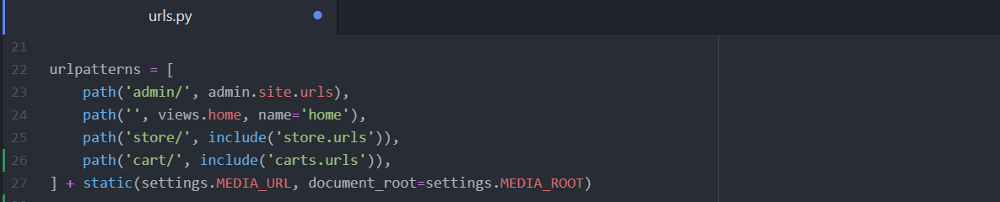 urls.py
21
22 urlpatterns = [
23     path('admin/', admin.site.urls),
24     path('', views.home, name='home'),
25     path('store/', include('store.urls')),
26     path('cart/', include('carts.urls')),
27 ] + static(settings.MEDIA_URL, document_root=settings.MEDIA_ROOT)